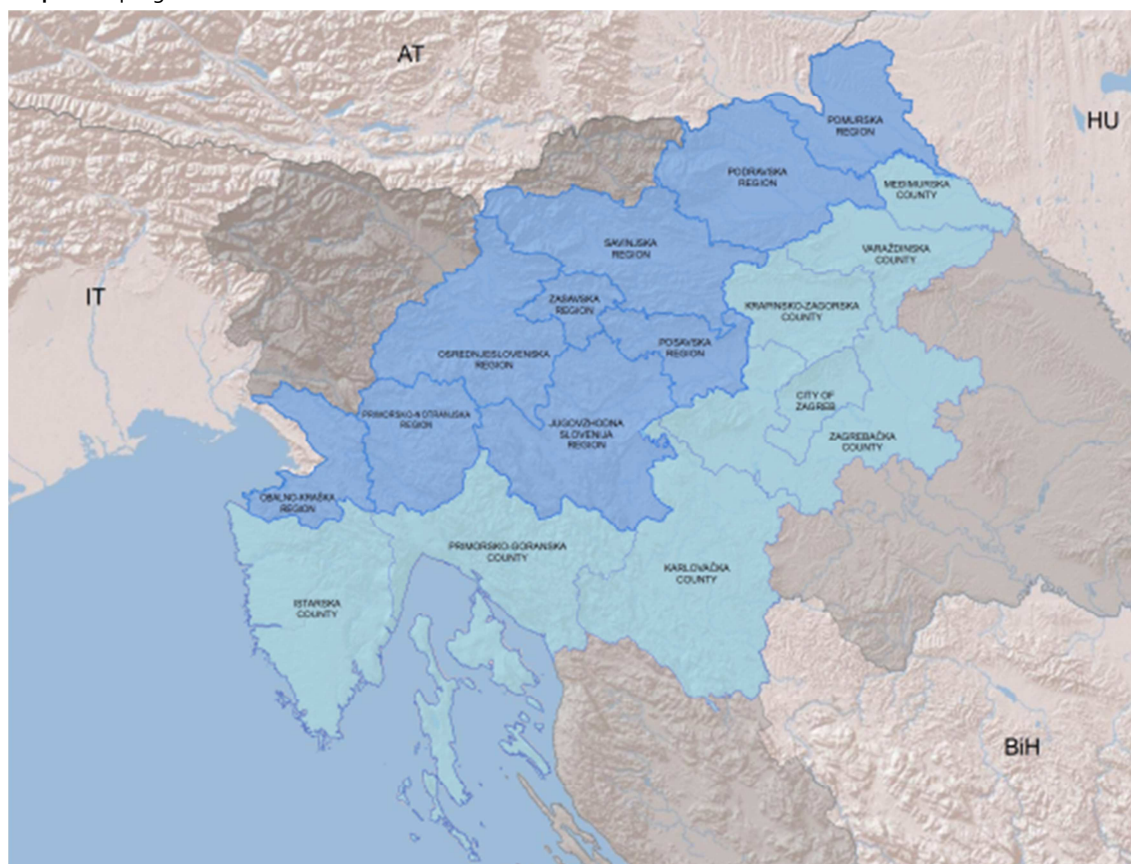 AT
HU
IT
BiH
POMURSKA
REGION
PODRAVSKA
REGION
MEĐIMURSKA
COUNTY
SAVINJSKA
REGION
VARAŽDINSKA
COUNTY
ZASAVSKA
REGION
KRAPINSKO-ZAGORSKA
COUNTY
OSREDNJESLOVENSKA
REGION
POSAVSKA
REGION
CITY OF
ZAGREB
PRIMORSKO-NOTRANJSKA
REGION
JUGOVZHODNA
SLOVENIJA
REGION
ZAGREBAČKA
COUNTY
OBALNO-KRAŠKA
REGION
PRIMORSKO-GORANSKA
COUNTY
KARLOVAČKA
COUNTY
ISTARSKA
COUNTY